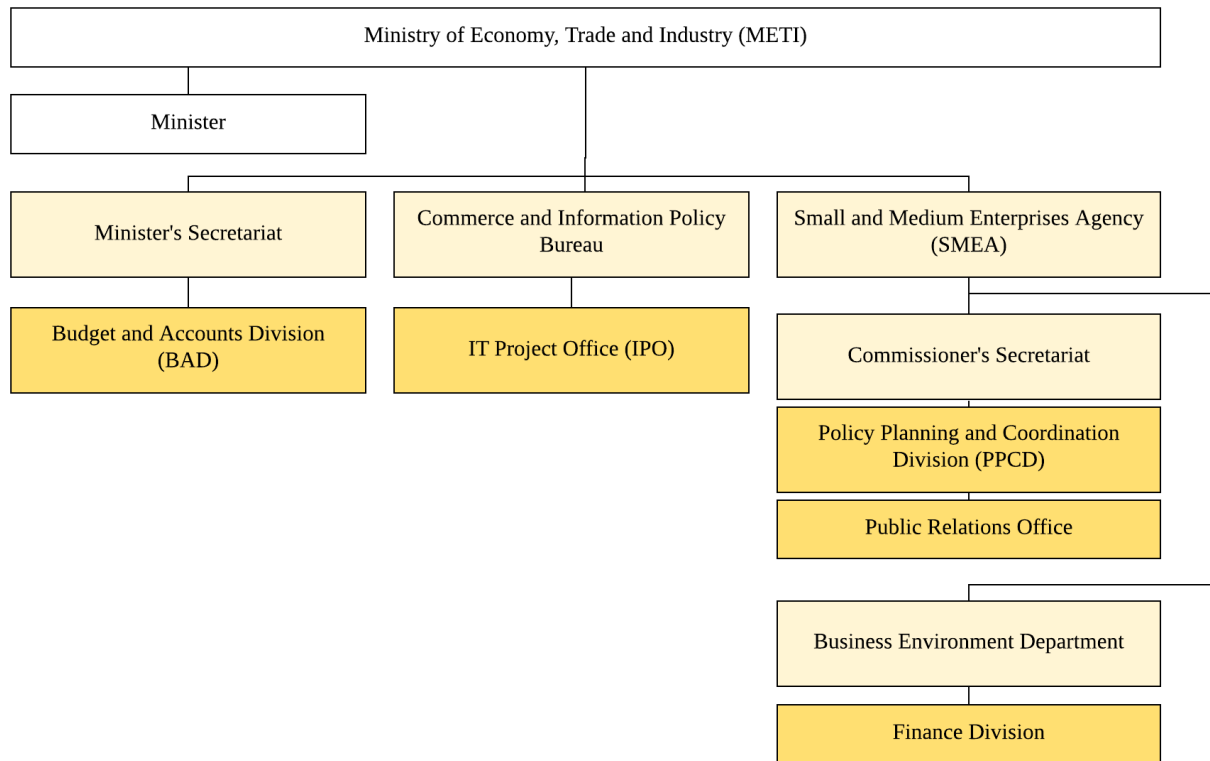 Ministry of Economy, Trade and Industry (METI)
Minister
Minister's Secretariat
Commerce and Information Policy
Bureau
Small and Medium Enterprises Agency
(SMEA)
Budget and Accounts Division
(BAD)
IT Project Office (IPO)
Commissioner's Secretariat
Policy Planning and Coordination
Division (PPCD)
Public Relations Office
Business Environment Department
Finance Division